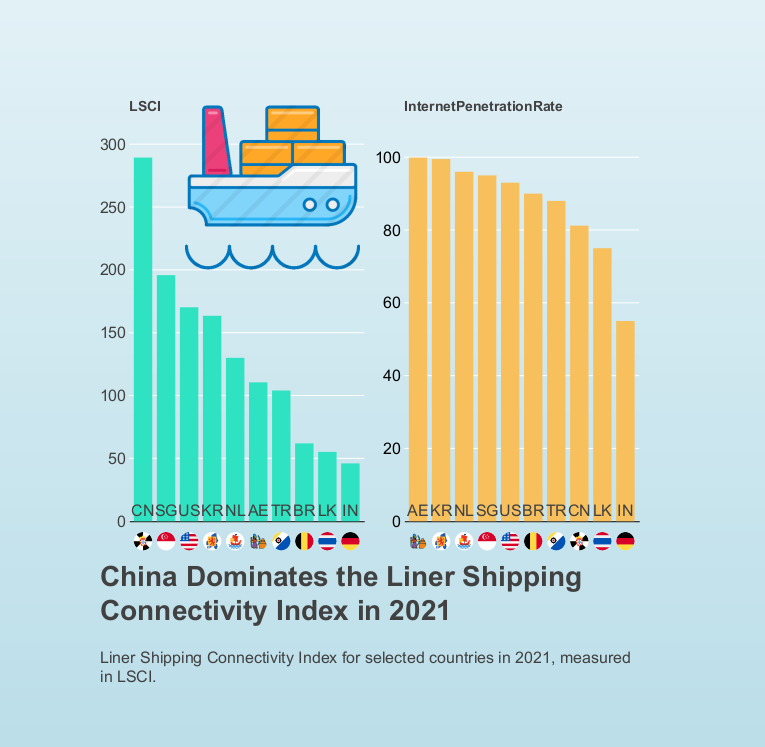 LSCI
InternetPenetrationRate
300
250
200
150
100
50
0
CN SG US KR NL AE TR BR LK IN
100
80
60
40
20
0
AE KR NL SG US BR TR CN LK IN
China Dominates the Liner Shipping
Connectivity Index in 2021
Liner Shipping Connectivity Index for selected countries in 2021, measured
in LSCI.